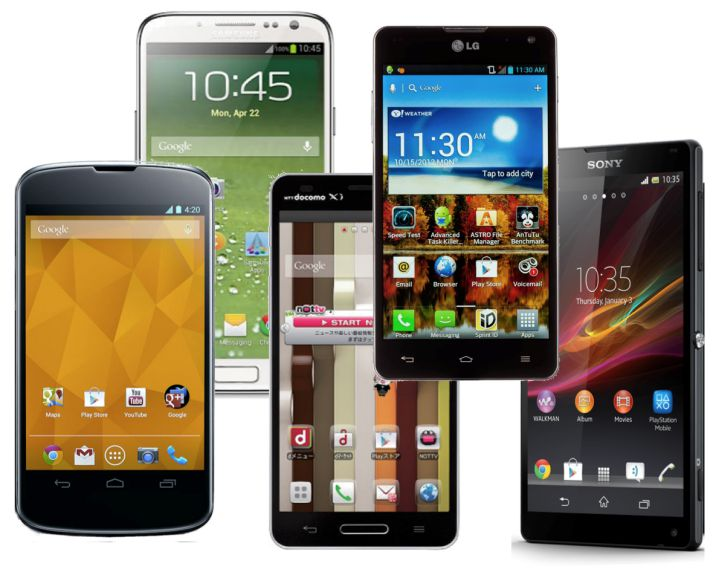 SAMSUNG
100% 10:45
10:45
Mon, Apr 22
Google
Messaging
LG
11:30 AM
Google
Y! WEATHER
11:30 AM
10/15/2012 MON
Tap to add city
Speed Test
Advanced Task Killer...
ASTRO File Manager
AnTuTu Benchmark
Email
Browser
Play Store
Voicemail
Phone
Messaging
Sprint iD
Apps
4:20
Google
Maps
Play Store
YouTube
Google
NTT docomo Xi
Google
nottv
START N
dメニュー
dマーケット
Playストア
NOTTV
SONY
10:35
10:35
Thursday, January 3
WALKMAN
Album
Movies
PlayStation Mobile